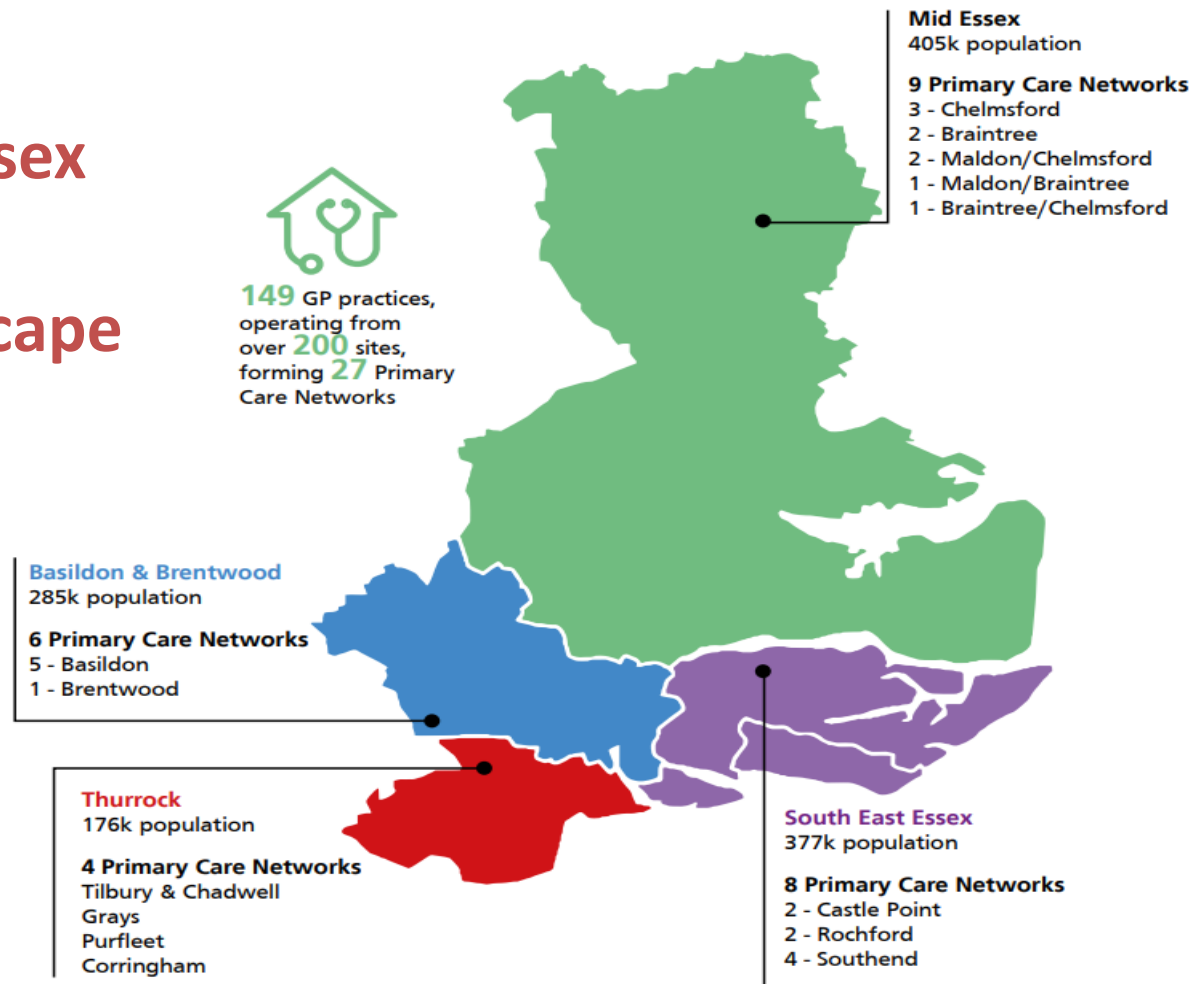 sex
cape
149 GP practices,
operating from
over 200 sites,
forming 27 Primary
Care Networks
Mid Essex
405k population
9 Primary Care Networks
3 - Chelmsford
2 - Braintree
2 - Maldon/Chelmsford
1 - Maldon/Braintree
1 - Braintree/Chelmsford
Basildon & Brentwood
285k population
6 Primary Care Networks
5 - Basildon
1 - Brentwood
Thurrock
176k population
4 Primary Care Networks
Tilbury & Chadwell
Grays
Purfleet
Corringham
South East Essex
377k population
8 Primary Care Networks
2 - Castle Point
2 - Rochford
4 - Southend